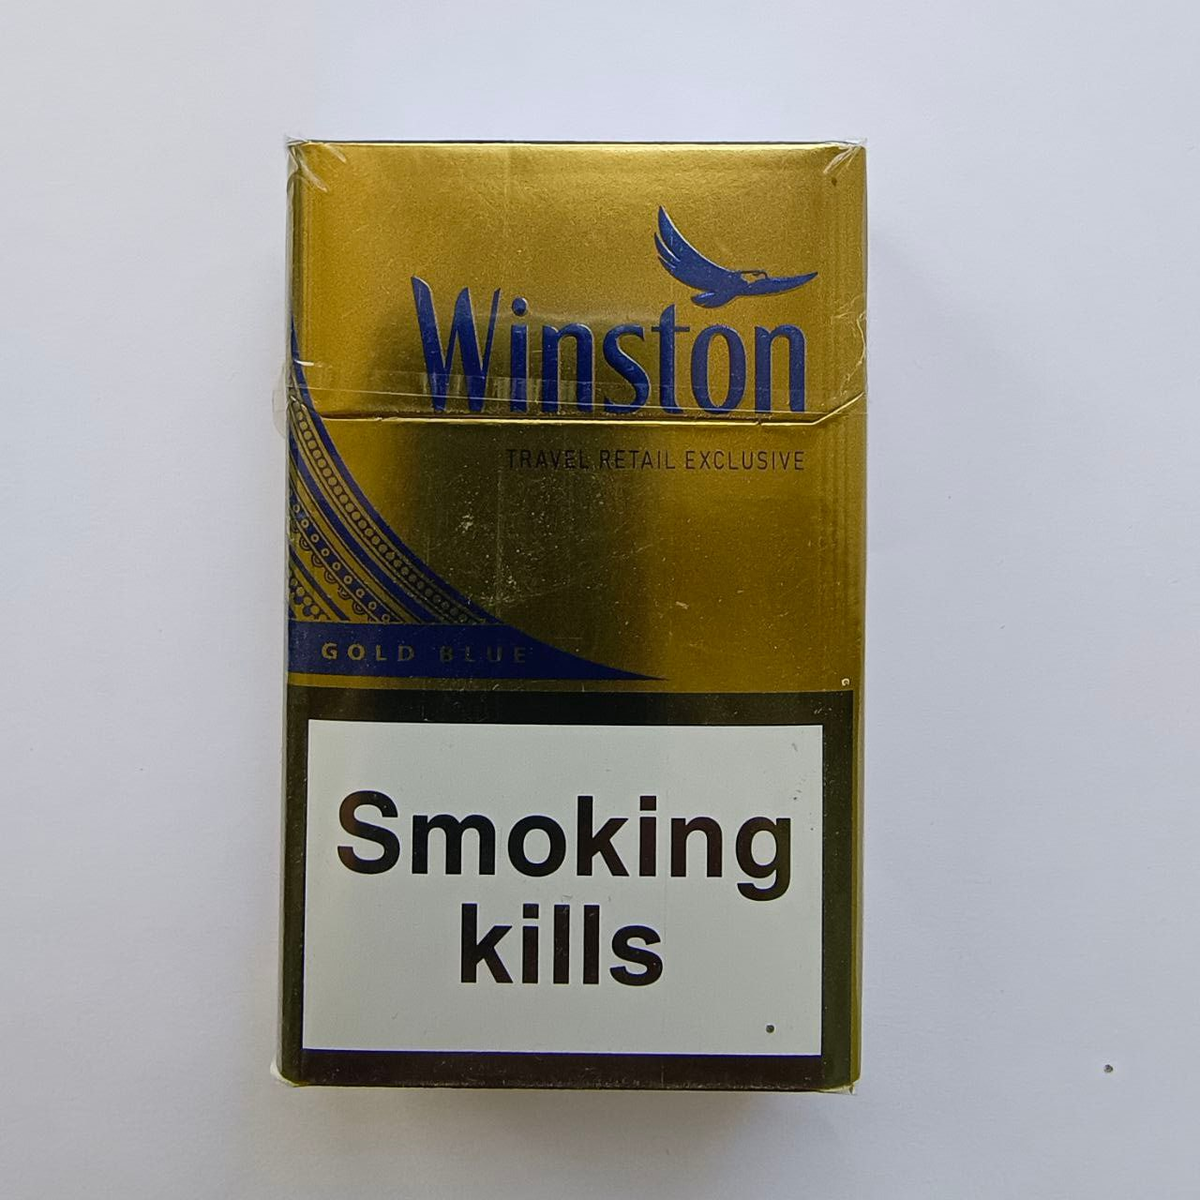 Winston
TRAVEL RETAIL EXCLUSIVE
GOLD BLUE
Smoking
kills